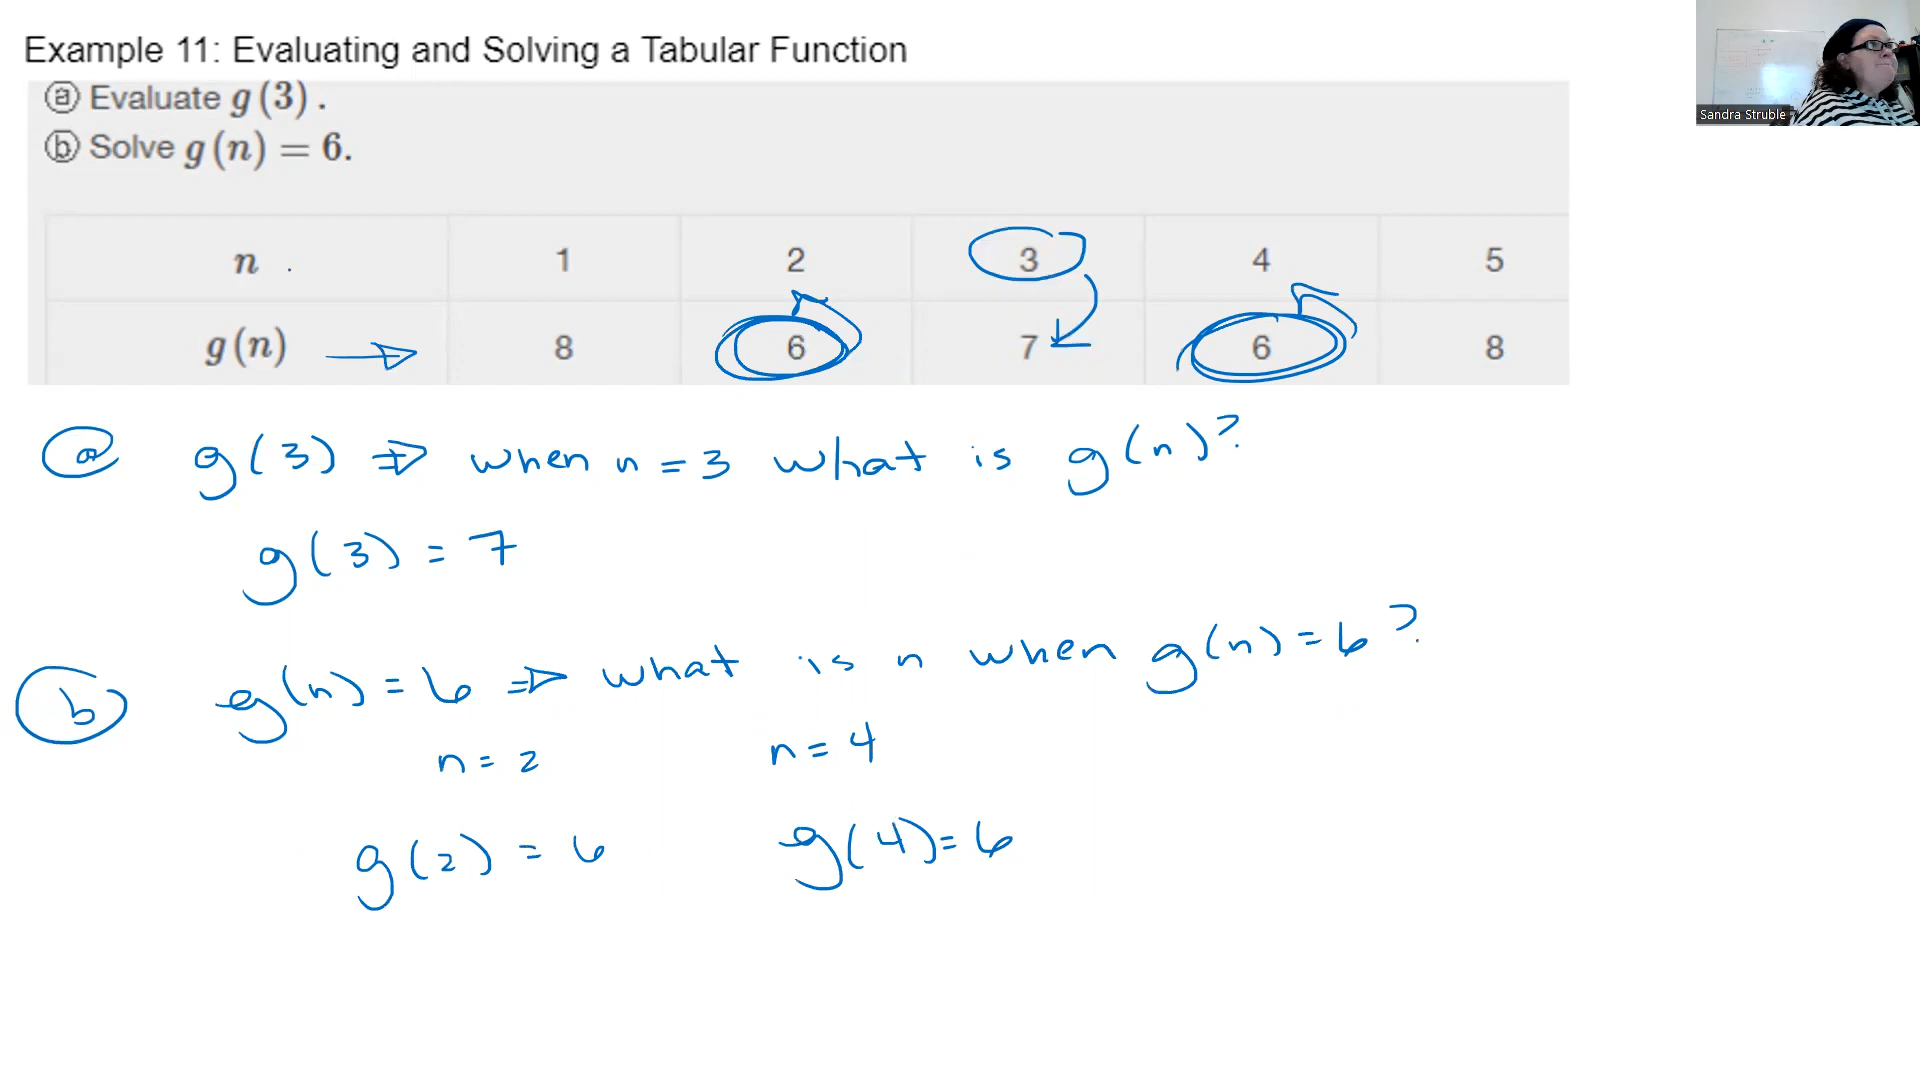 Example 11: Evaluating and Solving a Tabular Function
ⓐ Evaluate g(3).
ⓑ Solve g(n) = 6.
n 1 2 3 4 5
g(n) 8 6 7 6 8
ⓐ g(3) ⇒ when n = 3 what is g(n)?
g(3) = 7
ⓑ g(n) = 6 ⇒ what is n when g(n) = 6?
n = 2 n = 4
g(2) = 6 g(4) = 6
Sandra Struble